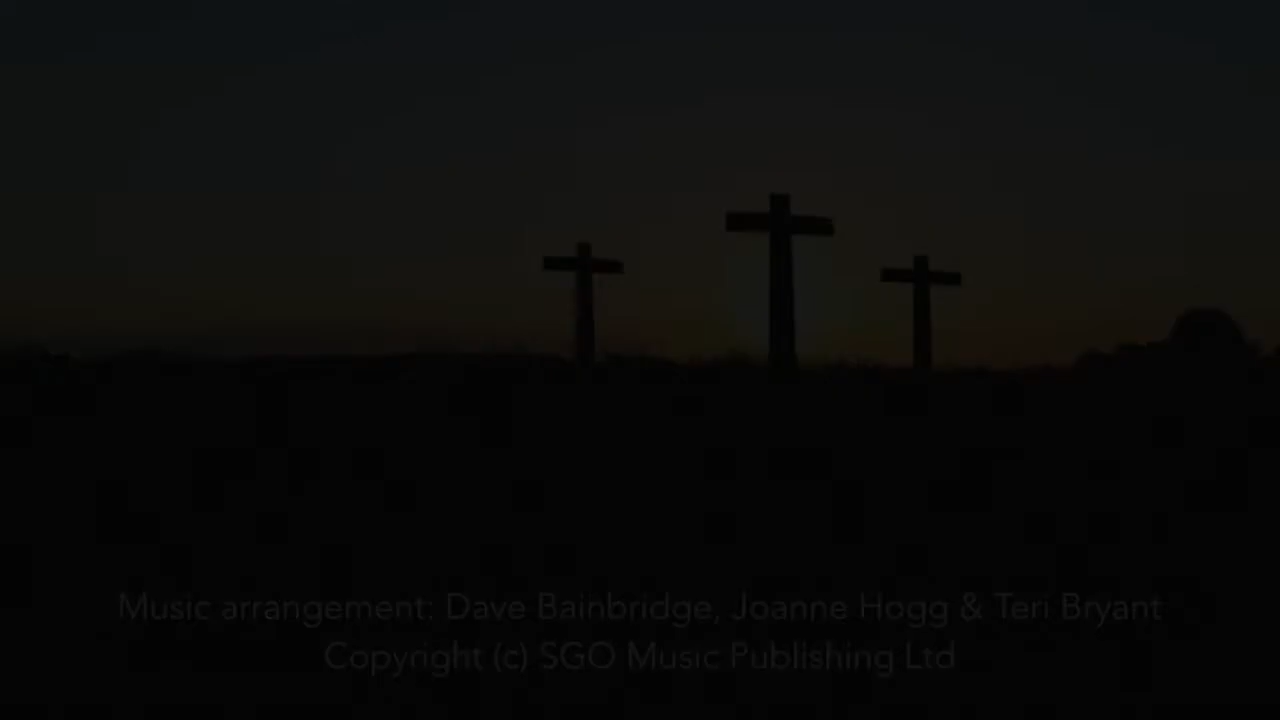 Music arrangement: Dave Bainbridge, Joanne Hogg & Teri Bryant
Copyright (c) SGO Music Publishing Ltd